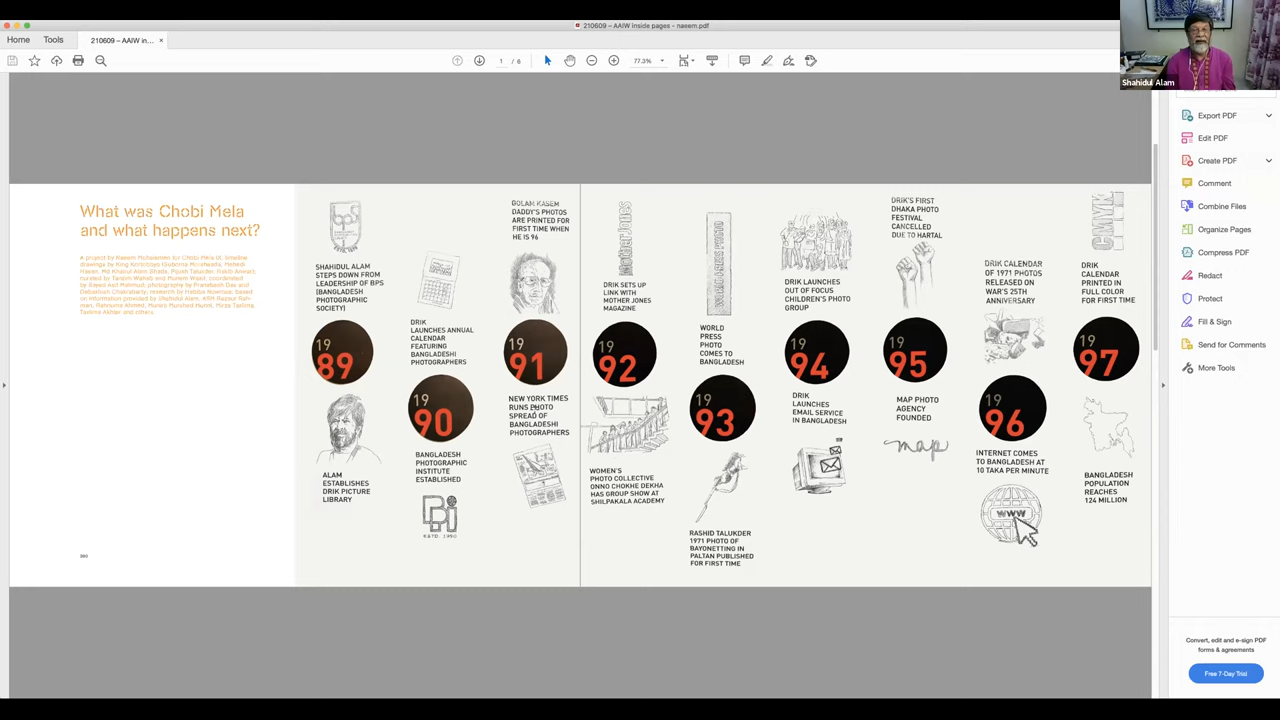 210609 – AAIW inside pages – naeem.pdf
Home
Tools
210609 – AAIW in...
1 / 6
77.3%
Shahidul Alam
Export PDF
Edit PDF
Create PDF
Comment
Combine Files
Organize Pages
Compress PDF
Redact
Protect
Fill & Sign
Send for Comments
More Tools
Convert, edit and e-sign PDF
forms & agreements
Free 7-Day Trial
What was Chobi Mela
and what happens next?
SHAHIDUL ALAM
STEPS DOWN FROM
LEADERSHIP OF BPS
(BANGLADESH
PHOTOGRAPHIC
SOCIETY)
19
89
ALAM
ESTABLISHES
DRIK PICTURE
LIBRARY
DRIK
LAUNCHES ANNUAL
CALENDAR
FEATURING
BANGLADESHI
PHOTOGRAPHERS
19
90
BANGLADESH
PHOTOGRAPHIC
INSTITUTE
ESTABLISHED
BPI
ESTD. 1990
GOLAM KASEM
DADDY'S PHOTOS
ARE PRINTED FOR
FIRST TIME WHEN
HE IS 96
19
91
NEW YORK TIMES
RUNS PHOTO
SPREAD OF
BANGLADESHI
PHOTOGRAPHERS
DRIK SETS UP
LINK WITH
MOTHER JONES
MAGAZINE
19
92
WOMEN'S
PHOTO COLLECTIVE
ONNO CHOKHE DEKHA
HAS GROUP SHOW AT
SHILPAKALA ACADEMY
WORLD
PRESS
PHOTO
COMES TO
BANGLADESH
19
93
RASHID TALUKDER
1971 PHOTO OF
BAYONETTING IN
PALTAN PUBLISHED
FOR FIRST TIME
DRIK LAUNCHES
OUT OF FOCUS
CHILDREN'S PHOTO
GROUP
19
94
DRIK
LAUNCHES
EMAIL SERVICE
IN BANGLADESH
DRIK'S FIRST
DHAKA PHOTO
FESTIVAL
CANCELLED
DUE TO HARTAL
19
95
MAP PHOTO
AGENCY
FOUNDED
map
DRIK CALENDAR
OF 1971 PHOTOS
RELEASED ON
WAR'S 25TH
ANNIVERSARY
19
96
INTERNET COMES
TO BANGLADESH AT
10 TAKA PER MINUTE
WWW
CMYK
DRIK
CALENDAR
PRINTED IN
FULL COLOR
FOR FIRST TIME
19
97
BANGLADESH
POPULATION
REACHES
124 MILLION